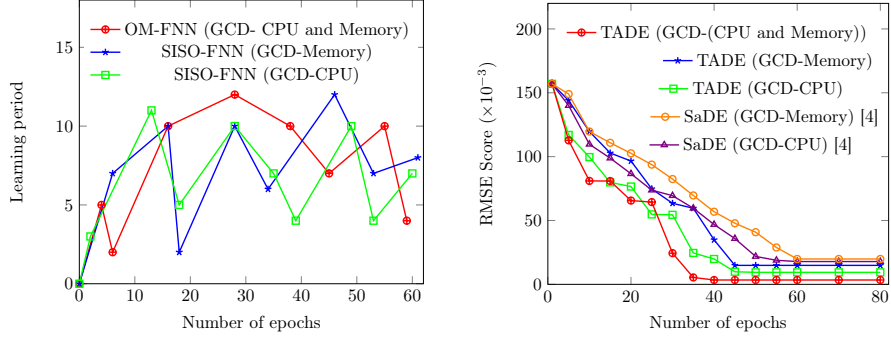 OM-FNN (GCD- CPU and Memory)
SISO-FNN (GCD-Memory)
SISO-FNN (GCD-CPU)
15
10
5
0
Learning period
0 10 20 30 40 50 60
Number of epochs
TADE (GCD-(CPU and Memory))
TADE (GCD-Memory)
TADE (GCD-CPU)
SaDE (GCD-Memory) [4]
SaDE (GCD-CPU) [4]
200
150
100
50
0
RMSE Score (×10⁻³)
0 20 40 60 80
Number of epochs